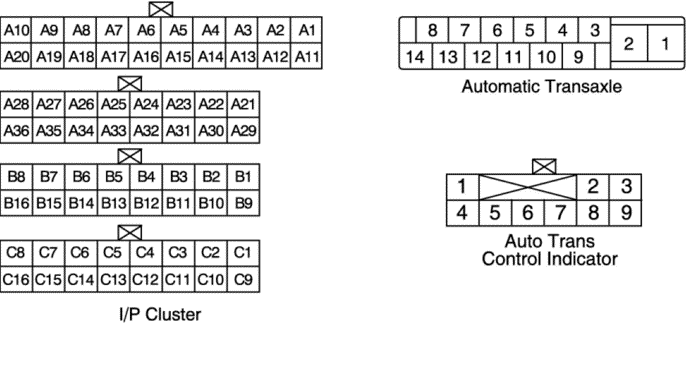 A10 A9 A8 A7 A6 A5 A4 A3 A2 A1
A20 A19 A18 A17 A16 A15 A14 A13 A12 A11
A28 A27 A26 A25 A24 A23 A22 A21
A36 A35 A34 A33 A32 A31 A30 A29
B8 B7 B6 B5 B4 B3 B2 B1
B16 B15 B14 B13 B12 B11 B10 B9
C8 C7 C6 C5 C4 C3 C2 C1
C16 C15 C14 C13 C12 C11 C10 C9
I/P Cluster
8 7 6 5 4 3
2 1
14 13 12 11 10 9
Automatic Transaxle
1 2 3
4 5 6 7 8 9
Auto Trans
Control Indicator